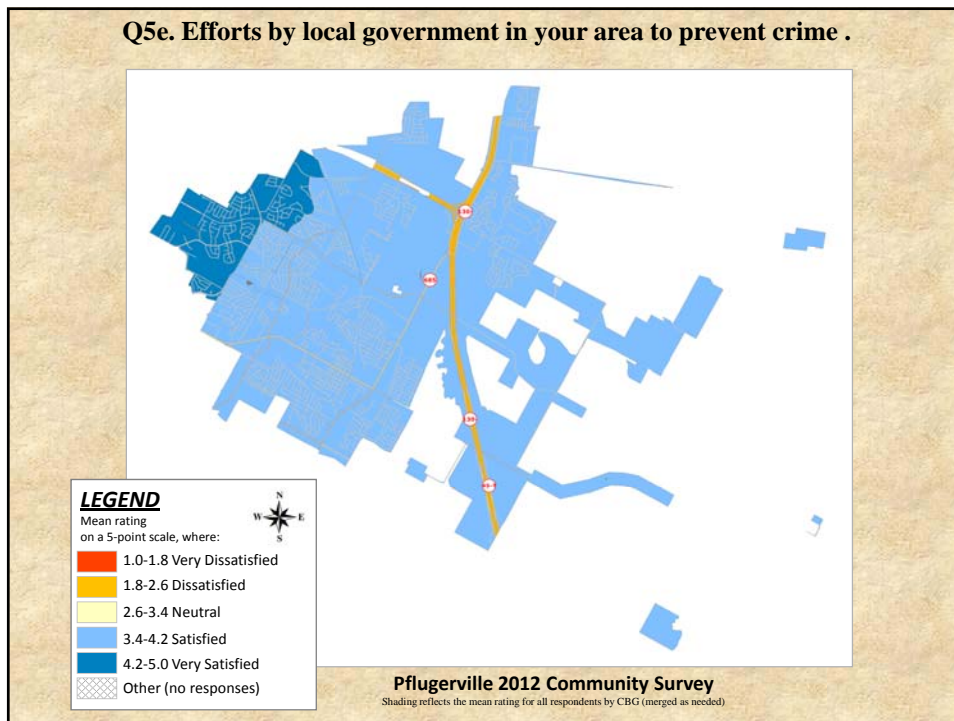 Q5e. Efforts by local government in your area to prevent crime .
130
685
130
LEGEND
N
W E
S
Mean rating
on a 5-point scale, where:
1.0-1.8 Very Dissatisfied
1.8-2.6 Dissatisfied
2.6-3.4 Neutral
3.4-4.2 Satisfied
4.2-5.0 Very Satisfied
Other (no responses)
Pflugerville 2012 Community Survey
Shading reflects the mean rating for all respondents by CBG (merged as needed)